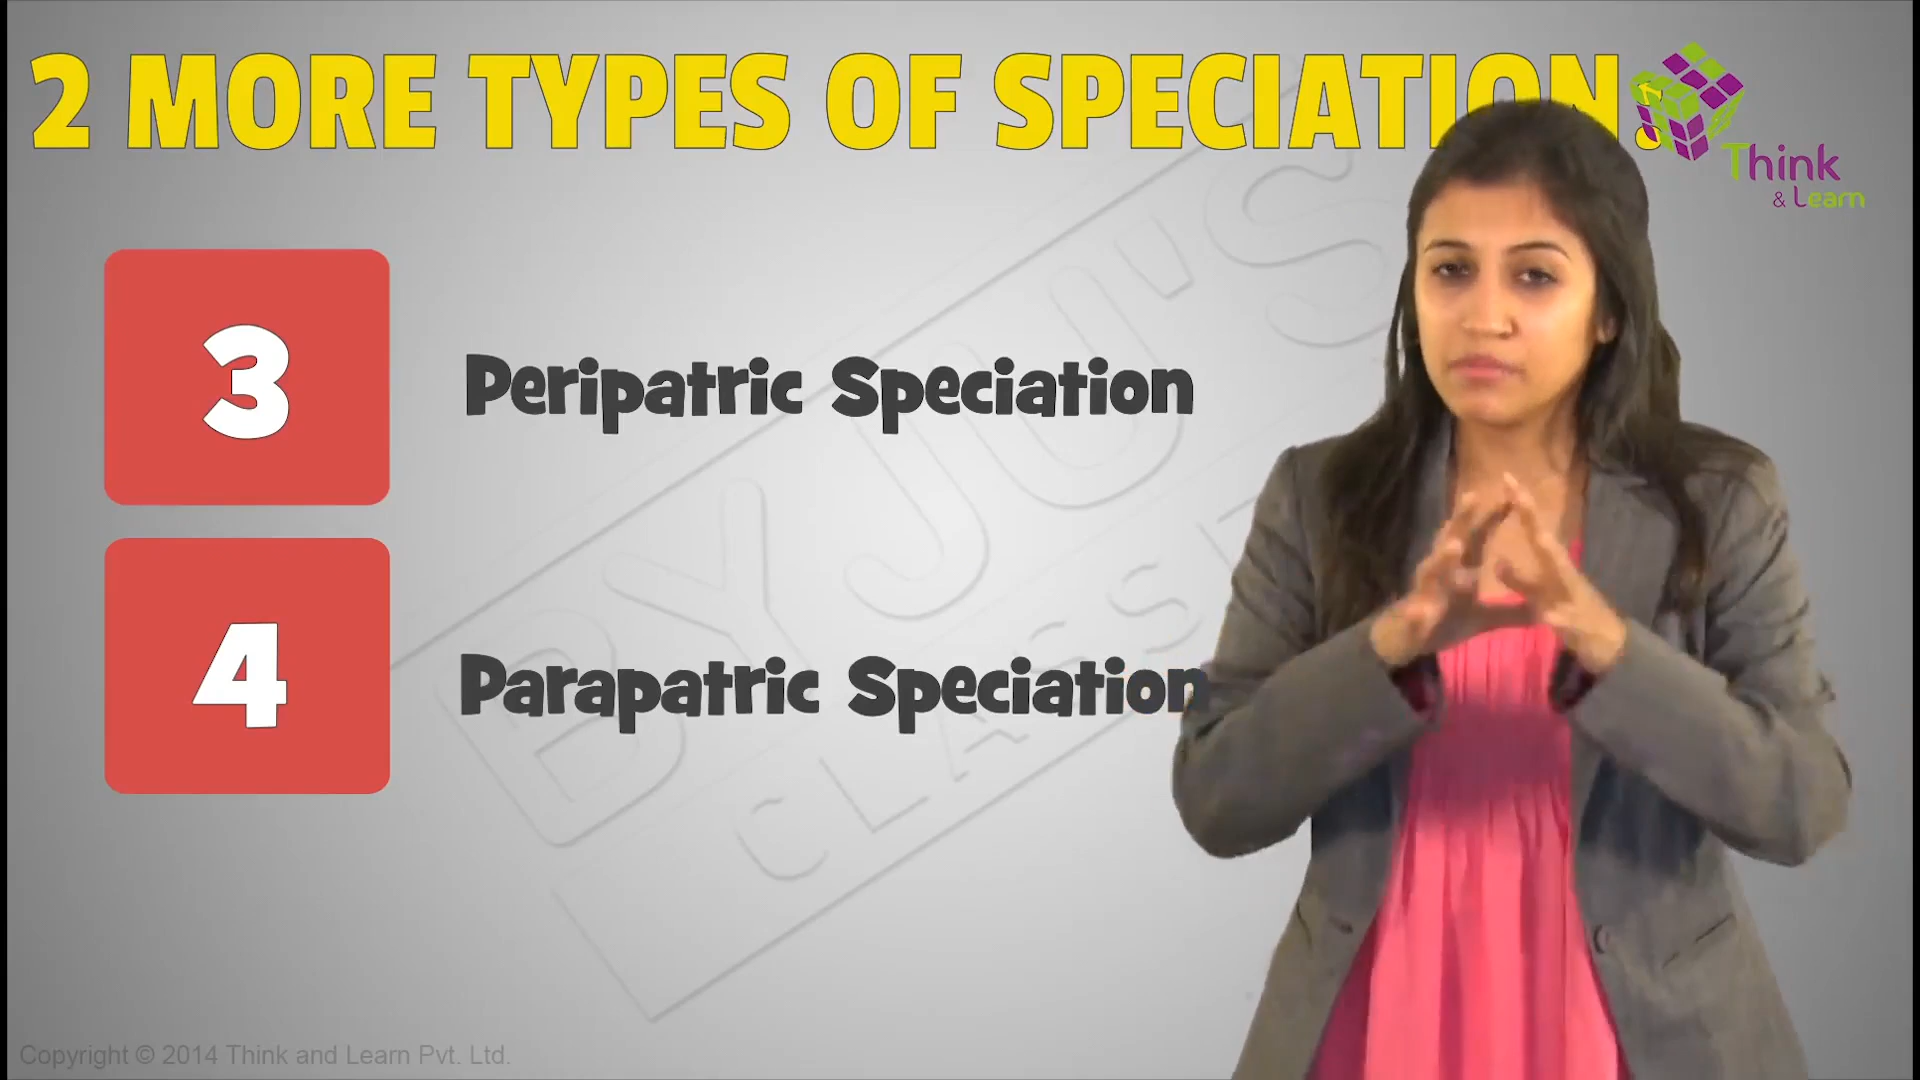 2 MORE TYPES OF SPECIATION.
Think
& Learn
3
Peripatric Speciation
4
Parapatric Speciation
BYJU'S
Copyright © 2014 Think and Learn Pvt. Ltd.